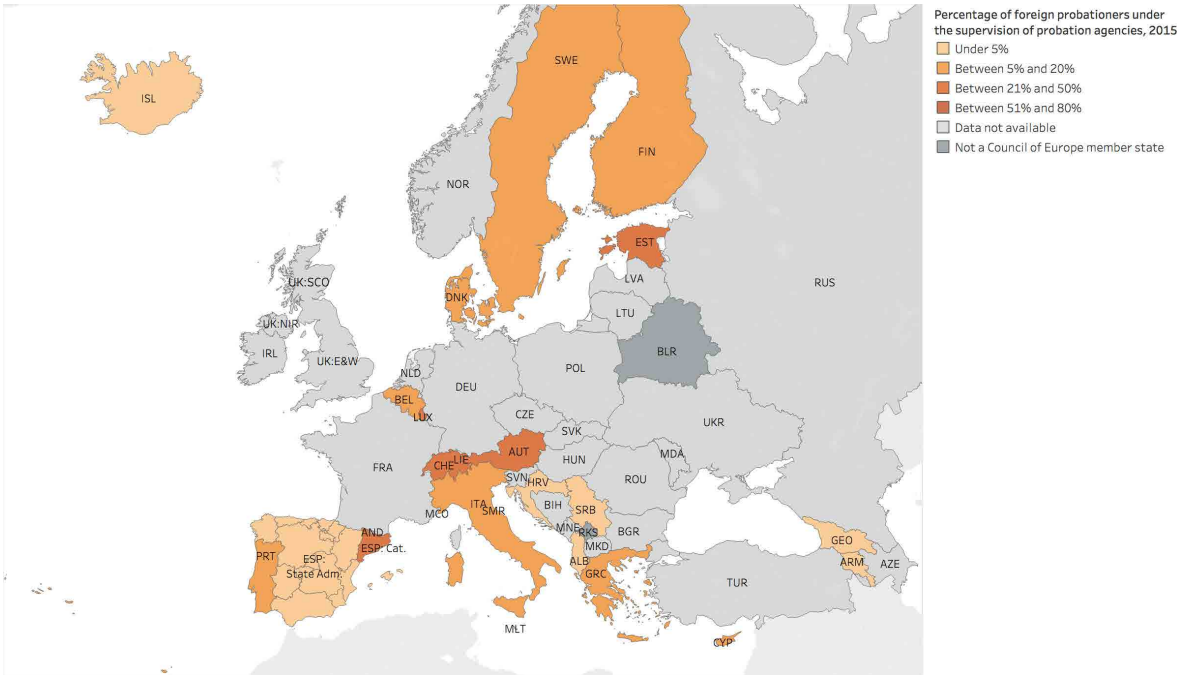 Percentage of foreign probationers under
the supervision of probation agencies, 2015
Under 5%
Between 5% and 20%
Between 21% and 50%
Between 51% and 80%
Data not available
Not a Council of Europe member state
ISL
SWE
FIN
NOR
EST
RUS
LVA
UK:SCO
DNK
LTU
UK:NIR
IRL
BLR
UK:E&W
NLD
POL
DEU
BEL
LUX
CZE
UKR
SVK
AUT
MDA
LIE
CHE
HUN
FRA
SVN
HRV
ROU
ITA
BIH
SRB
MCO
SMR
MNE
RKS
BGR
AND
GEO
ESP: Cat.
MKD
PRT
ESP:
State Adm.
ALB
ARM
AZE
GRC
TUR
MLT
CYP